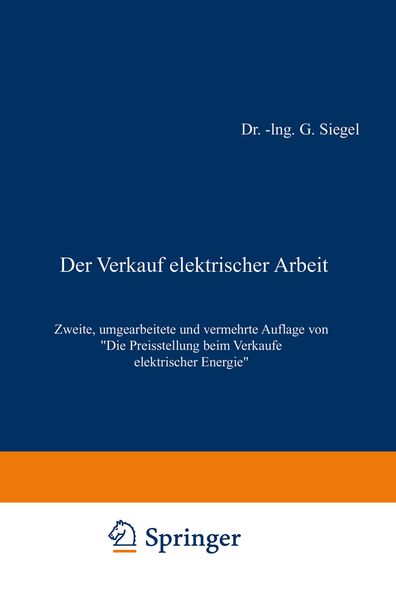 Dr. -lng. G. Siegel
Der Verkauf elektrischer Arbeit
Zweite, umgearbeitete und vermehrte Auflage von
"Die Preisstellung beim Verkaufe
elektrischer Energie"
Springer